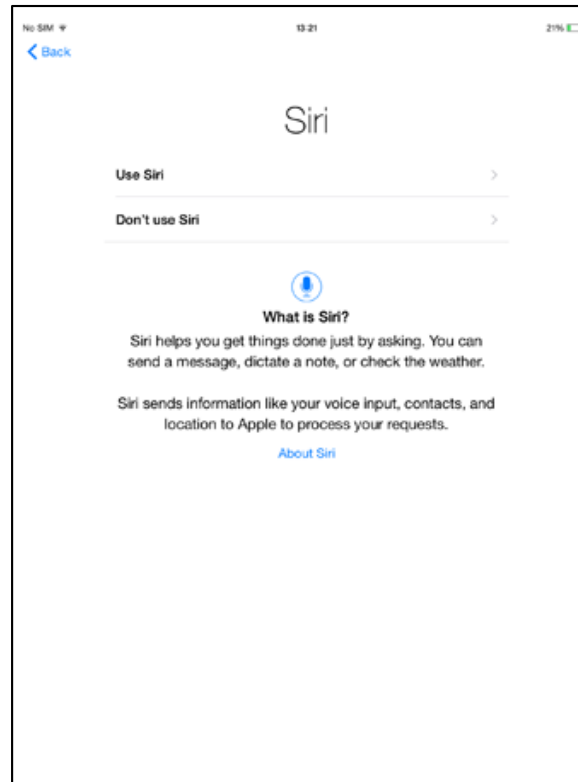 No SIM 13:21 21%
Back
Siri
Use Siri
Don't use Siri
What is Siri?
Siri helps you get things done just by asking. You can
send a message, dictate a note, or check the weather.
Siri sends information like your voice input, contacts, and
location to Apple to process your requests.
About Siri